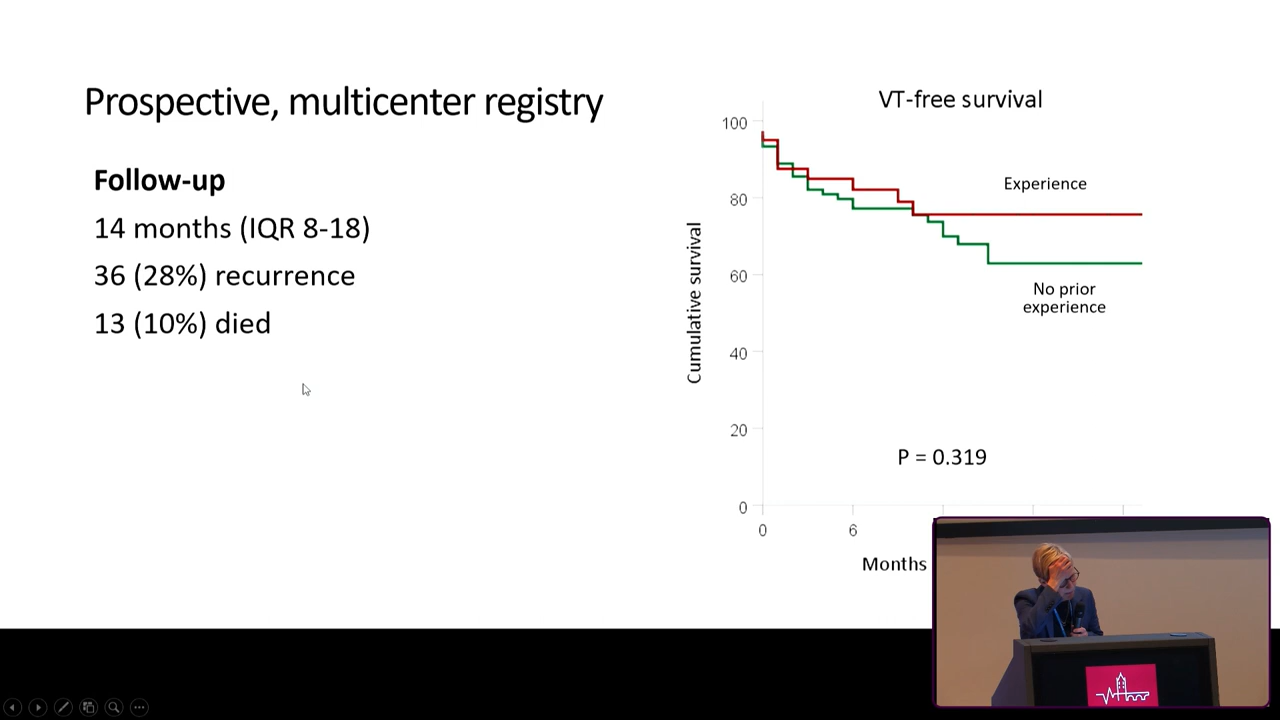 Prospective, multicenter registry
Follow-up
14 months (IQR 8-18)
36 (28%) recurrence
13 (10%) died
VT-free survival
100
80
60
40
20
0
Cumulative survival
Experience
No prior
experience
P = 0.319
0
6
Months